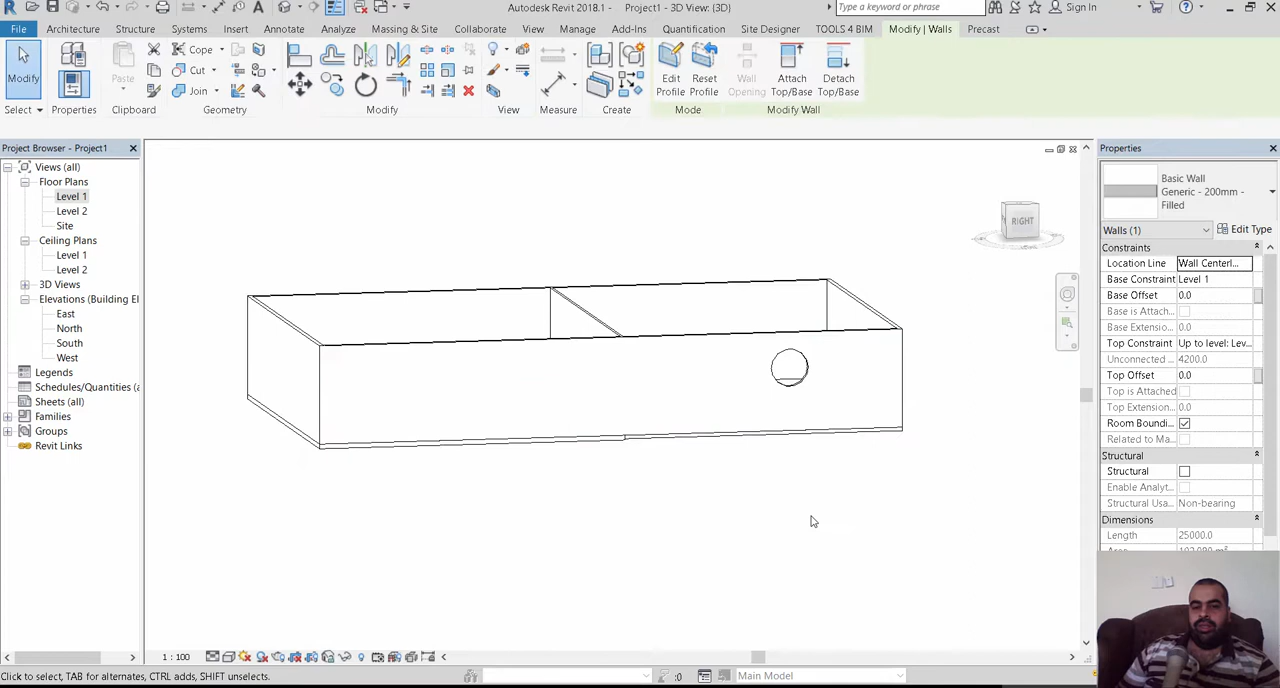 Autodesk Revit 2018.1 - Project1 - 3D View: {3D}
Type a keyword or phrase
Sign In
File
Architecture
Structure
Systems
Insert
Annotate
Analyze
Massing & Site
Collaborate
View
Manage
Add-Ins
Quantification
Site Designer
TOOLS 4 BIM
Modify | Walls
Precast
Modify
Properties
Paste
Cope
Cut
Join
Edit Profile
Reset Profile
Wall Opening
Attach Top/Base
Detach Top/Base
Select
Properties
Clipboard
Geometry
Modify
View
Measure
Create
Mode
Modify Wall
Project Browser - Project1
Views (all)
Floor Plans
Level 1
Level 2
Site
Ceiling Plans
Level 1
Level 2
3D Views
Elevations (Building El
East
North
South
West
Legends
Schedules/Quantities (a
Sheets (all)
Families
Groups
Revit Links
RIGHT
Properties
Basic Wall
Generic - 200mm -
Filled
Walls (1)
Edit Type
Constraints
Location Line Wall Centerl...
Base Constraint Level 1
Base Offset 0.0
Base is Attach...
Base Extension... 0.0
Top Constraint Up to level: Lev...
Unconnected ... 4200.0
Top Offset 0.0
Top is Attached
Top Extension... 0.0
Room Boundi...
Related to Ma...
Structural
Structural
Enable Analyt...
Structural Usa... Non-bearing
Dimensions
Length 25000.0
1 : 100
Click to select, TAB for alternates, CTRL adds, SHIFT unselects.
:0
Main Model